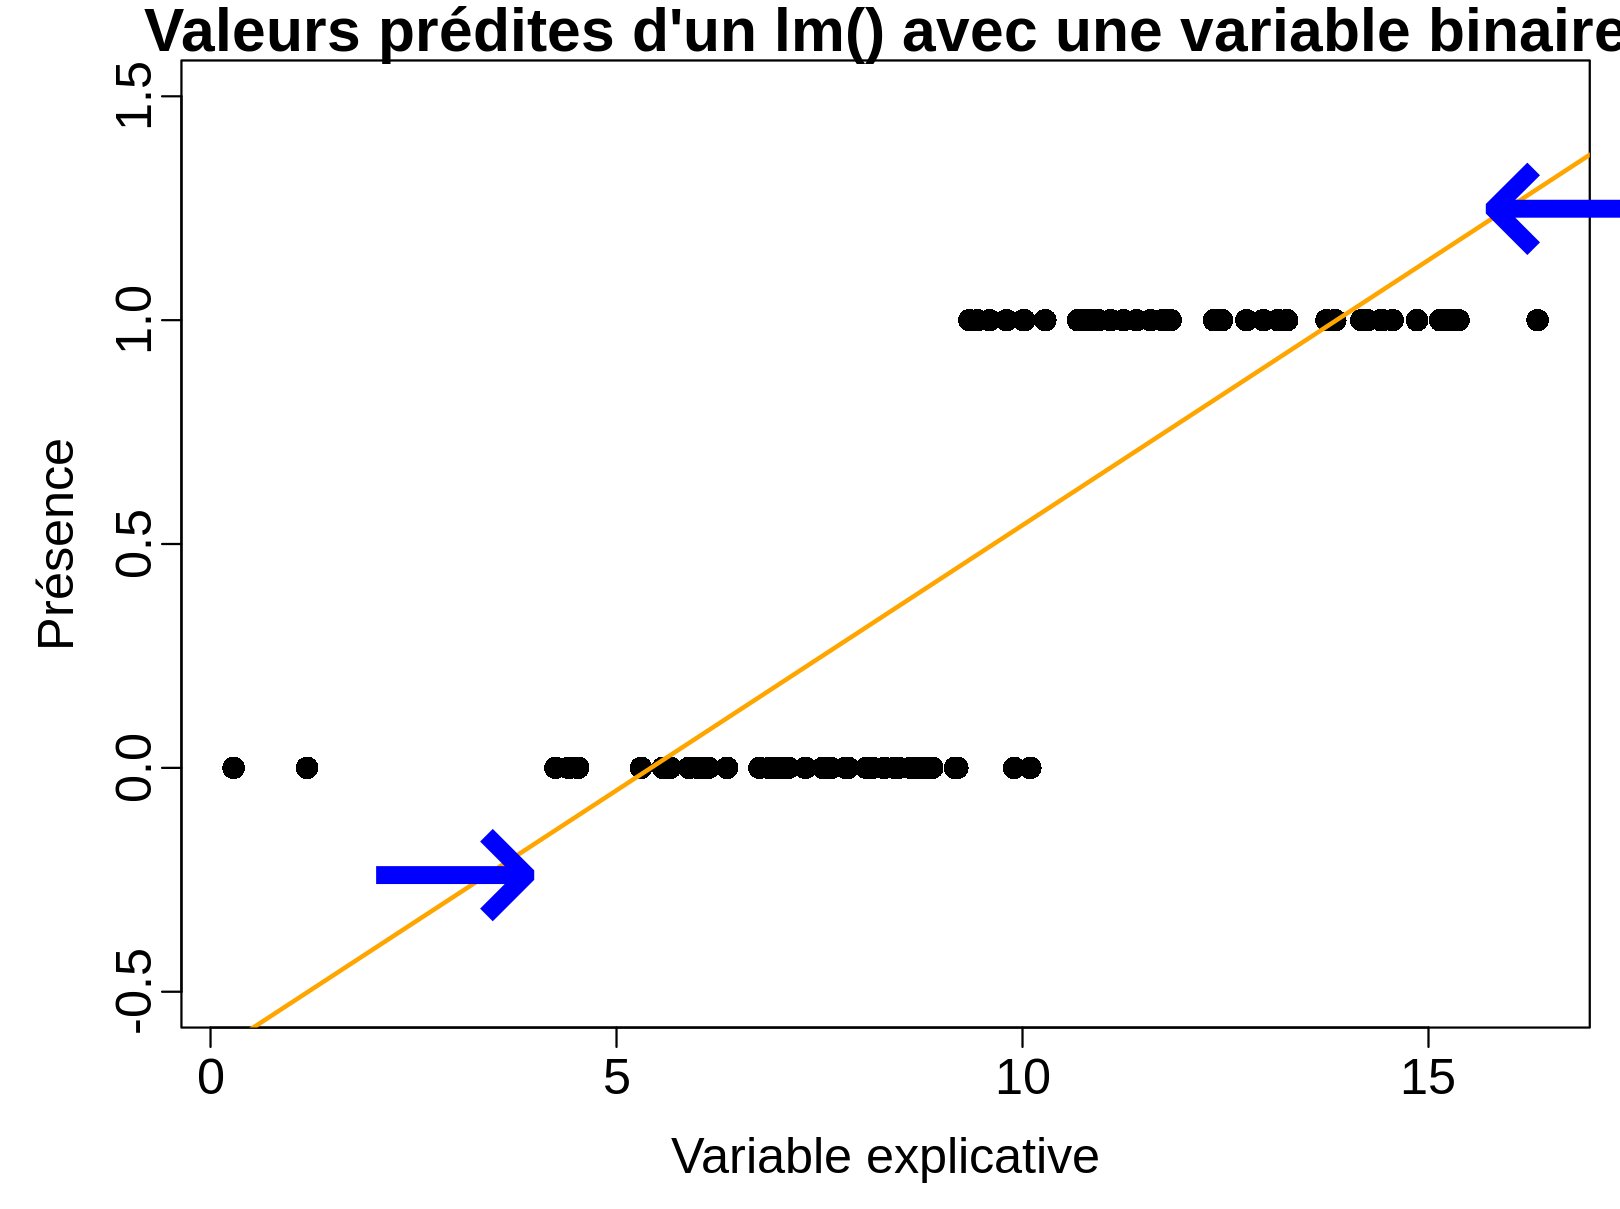 Valeurs prédites d'un lm() avec une variable binaire
1.5
1.0
0.5
0.0
-0.5
Présence
0 5 10 15
Variable explicative